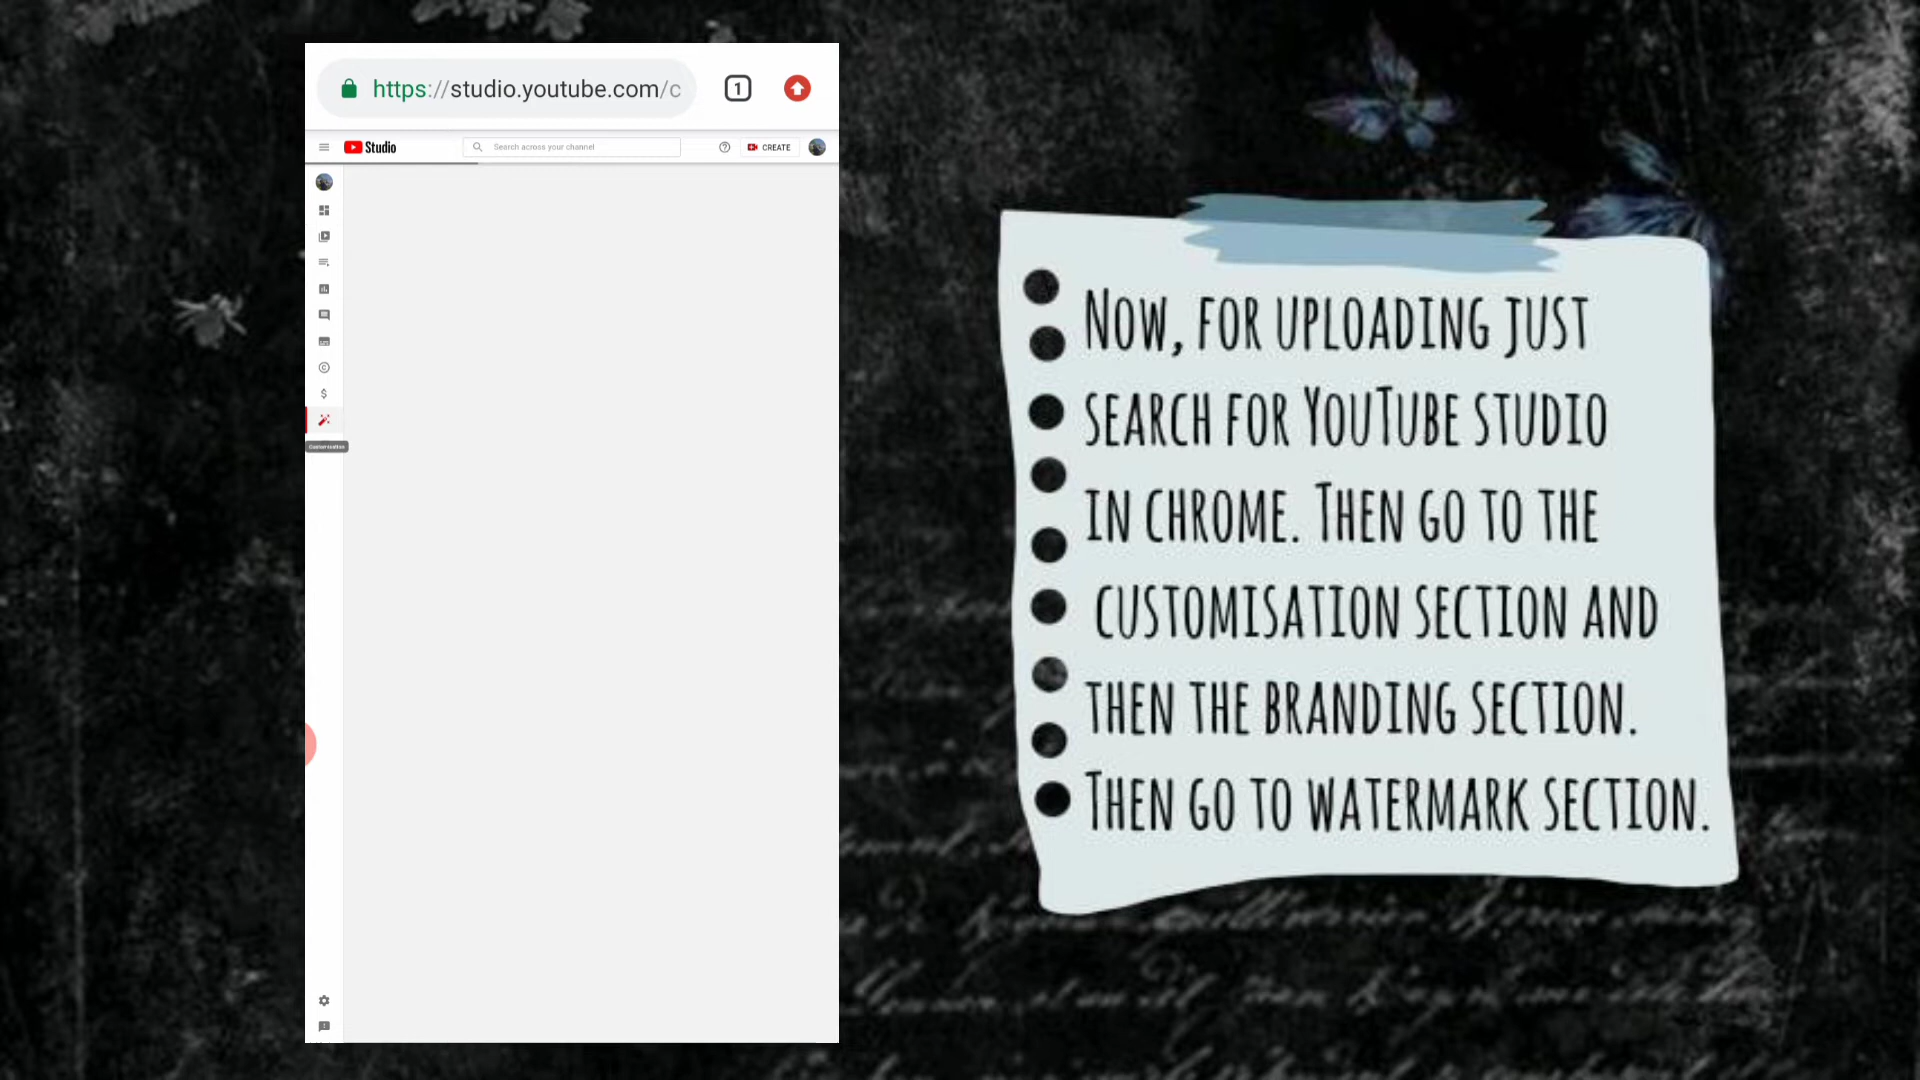 https://studio.youtube.com/c
1
Studio
Search across your channel
CREATE
Customisation
NOW, FOR UPLOADING JUST
SEARCH FOR YOUTUBE STUDIO
IN CHROME. THEN GO TO THE
CUSTOMISATION SECTION AND
THEN THE BRANDING SECTION.
THEN GO TO WATERMARK SECTION.